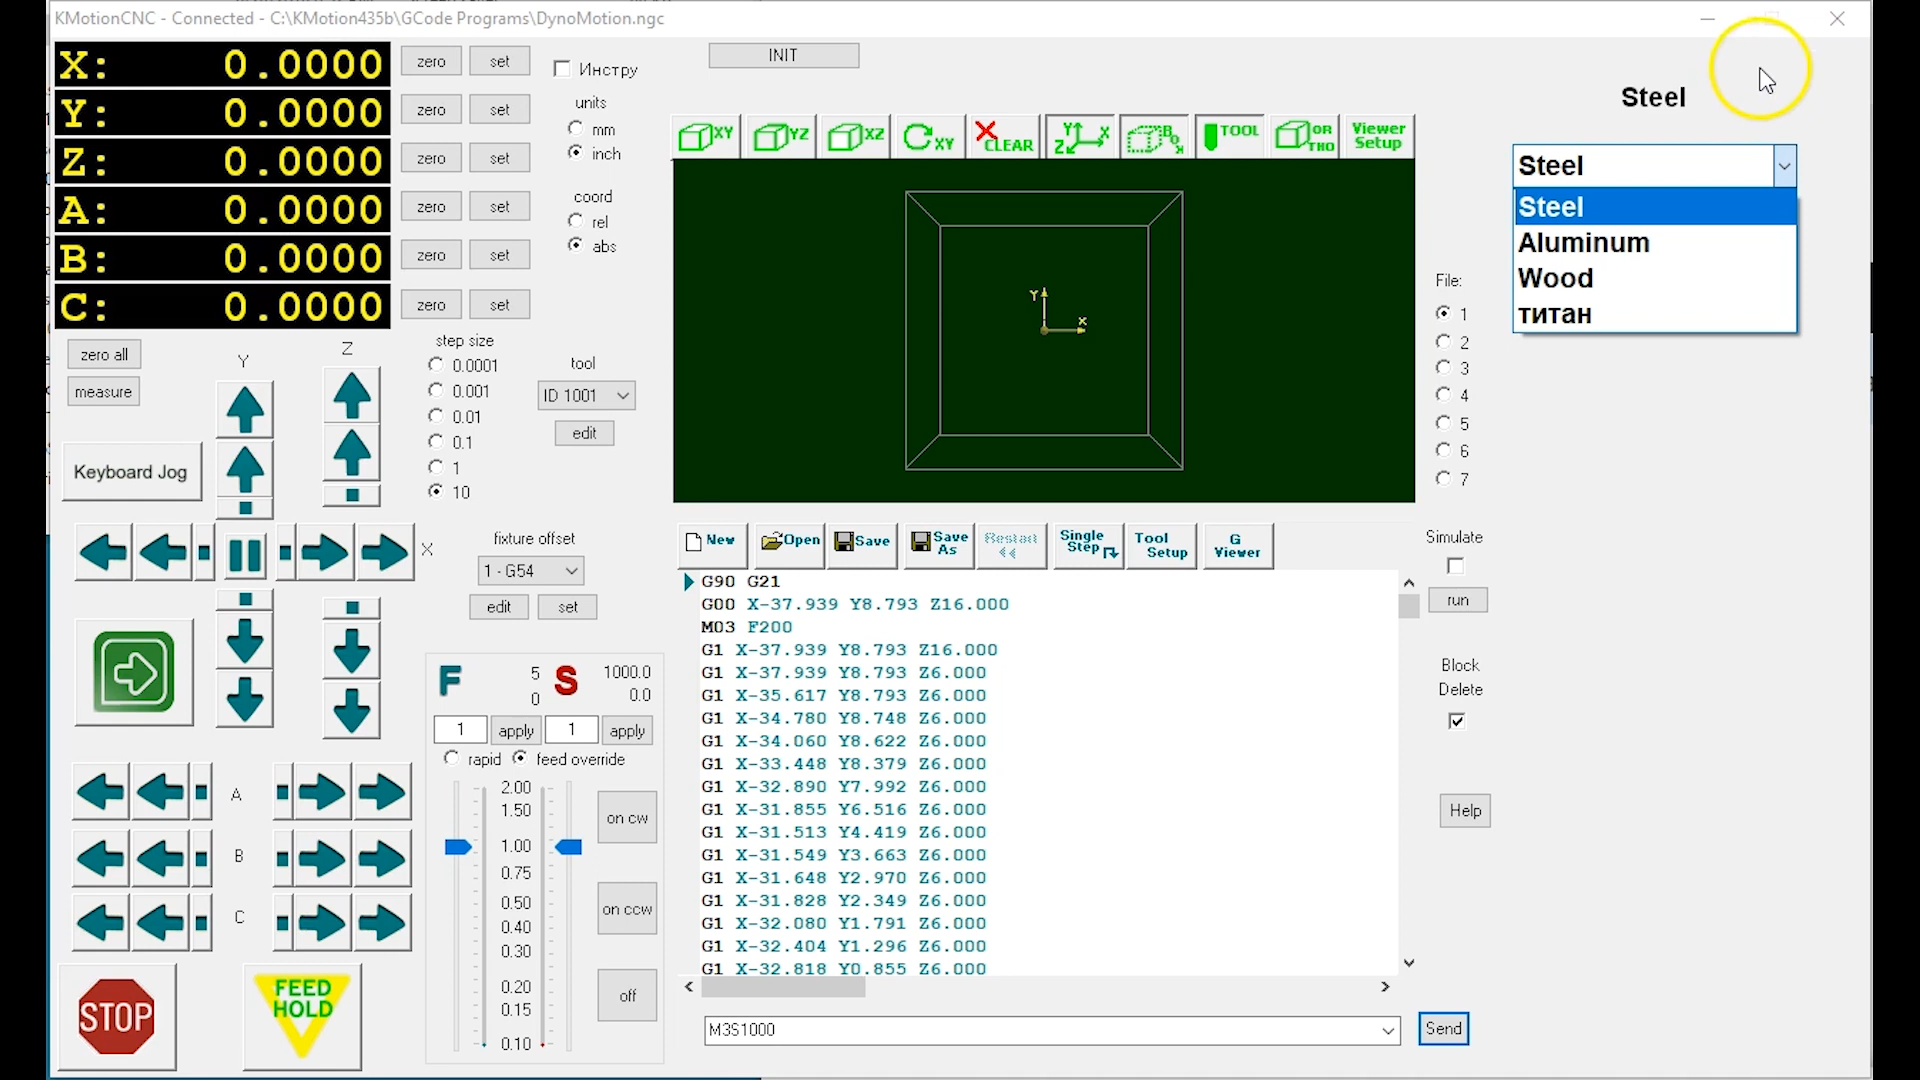 KMotionCNC - Connected - C:\KMotion435b\GCode Programs\DynoMotion.ngc
X: 0.0000 zero set
Y: 0.0000 zero set
Z: 0.0000 zero set
A: 0.0000 zero set
B: 0.0000 zero set
C: 0.0000 zero set
Инстру
units
mm
inch
coord
rel
abs
INIT
XY YZ XZ XY CLEAR Y X Z BOX TOOL ORTHO Viewer Setup
Y
X
Steel
Steel
Steel
Aluminum
Wood
титан
File:
1
2
3
4
5
6
7
zero all
measure
Y
Z
Keyboard Jog
X
step size
0.0001
0.001
0.01
0.1
1
10
tool
ID 1001
edit
fixture offset
1 - G54
edit set
F 5 S 1000.0
0 0.0
1 apply 1 apply
rapid feed override
2.00
1.50
1.00
0.75
0.50
0.40
0.30
0.20
0.15
0.10
on cw
on ccw
off
A
B
C
STOP
FEED
HOLD
New Open Save Save As Restart Single Step Tool Setup G Viewer
G90 G21
G00 X-37.939 Y8.793 Z16.000
M03 F200
G1 X-37.939 Y8.793 Z16.000
G1 X-37.939 Y8.793 Z6.000
G1 X-35.617 Y8.793 Z6.000
G1 X-34.780 Y8.748 Z6.000
G1 X-34.060 Y8.622 Z6.000
G1 X-33.448 Y8.379 Z6.000
G1 X-32.890 Y7.992 Z6.000
G1 X-31.855 Y6.516 Z6.000
G1 X-31.513 Y4.419 Z6.000
G1 X-31.549 Y3.663 Z6.000
G1 X-31.648 Y2.970 Z6.000
G1 X-31.828 Y2.349 Z6.000
G1 X-32.080 Y1.791 Z6.000
G1 X-32.404 Y1.296 Z6.000
G1 X-32.818 Y0.855 Z6.000
M3S1000
Send
Simulate
run
Block
Delete
Help